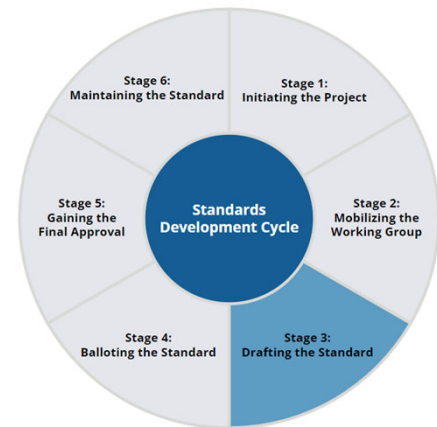 Stage 6:
Maintaining the Standard
Stage 1:
Initiating the Project
Stage 5:
Gaining the
Final Approval
Standards
Development Cycle
Stage 2:
Mobilizing the
Working Group
Stage 4:
Balloting the Standard
Stage 3:
Drafting the Standard